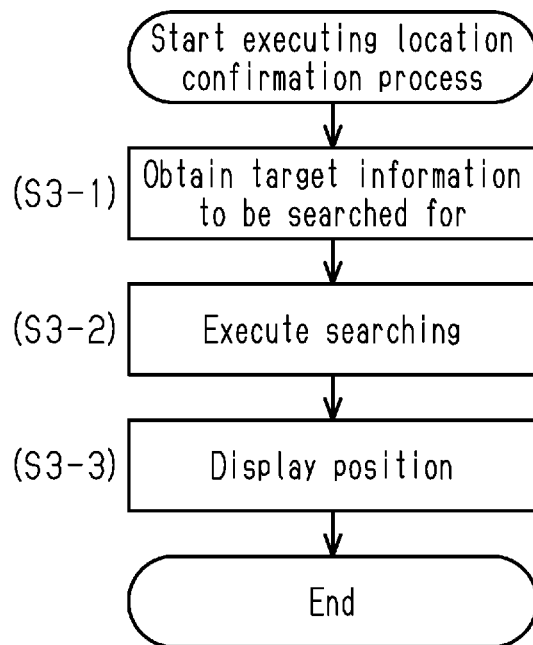 Start executing location
confirmation process
(S3-1)
Obtain target information
to be searched for
(S3-2)
Execute searching
(S3-3)
Display position
End